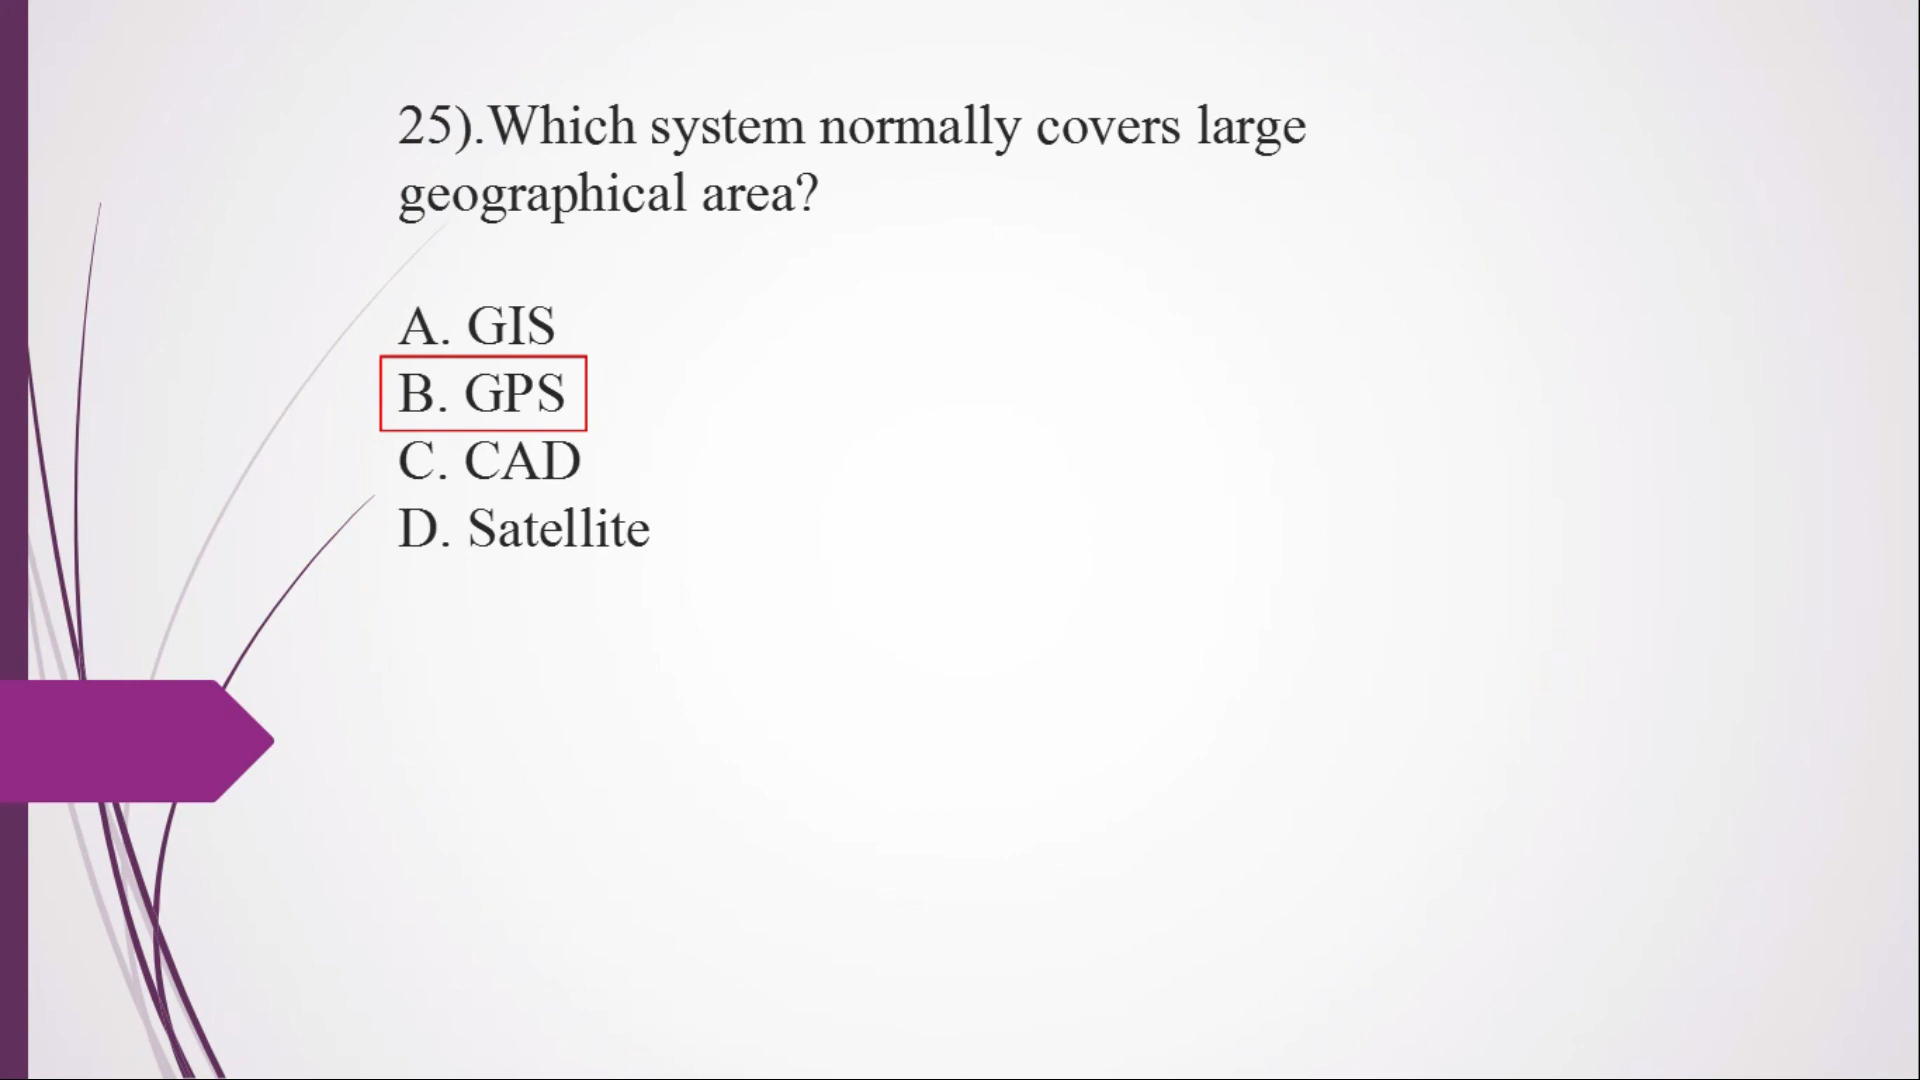 25).Which system normally covers large
geographical area?
A. GIS
B. GPS
C. CAD
D. Satellite